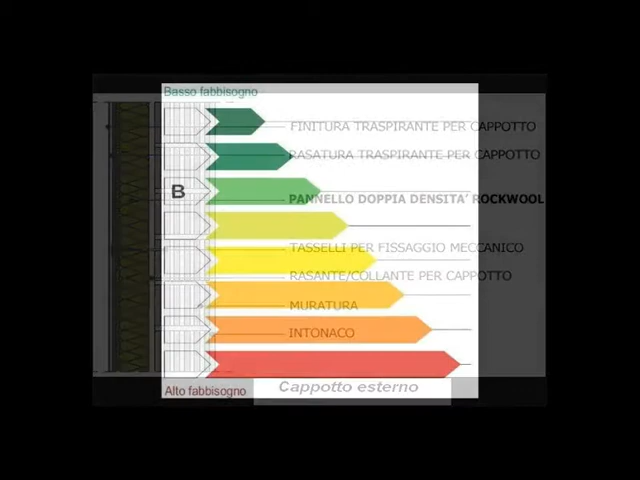 Basso fabbisogno
FINITURA TRASPIRANTE PER CAPPOTTO
RASATURA TRASPIRANTE PER CAPPOTTO
B
PANNELLO DOPPIA DENSITA' ROCKWOOL
TASSELLI PER FISSAGGIO MECCANICO
RASANTE/COLLANTE PER CAPPOTTO
MURATURA
INTONACO
Cappotto esterno
Alto fabbisogno